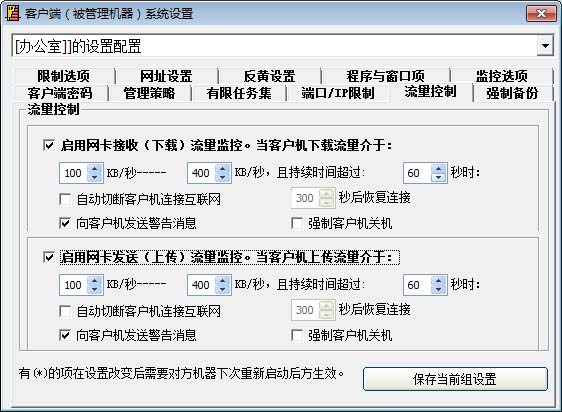 客户端（被管理机器）系统设置
[办公室]]的设置配置
限制选项 网址设置 反黄设置 程序与窗口项 监控选项
客户端密码 管理策略 有限任务集 端口/IP限制 流量控制 强制备份
流量控制
启用网卡接收（下载）流量监控。当客户机下载流量介于：
100 KB/秒----- 400 KB/秒，且持续时间超过: 60 秒时:
自动切断客户机连接互联网 300 秒后恢复连接
向客户机发送警告消息 强制客户机关机
启用网卡发送（上传）流量监控。当客户机上传流量介于：
100 KB/秒----- 400 KB/秒，且持续时间超过: 60 秒时:
自动切断客户机连接互联网 300 秒后恢复连接
向客户机发送警告消息 强制客户机关机
有(*)的项在设置改变后需要对方机器下次重新启动后方生效。 保存当前组设置